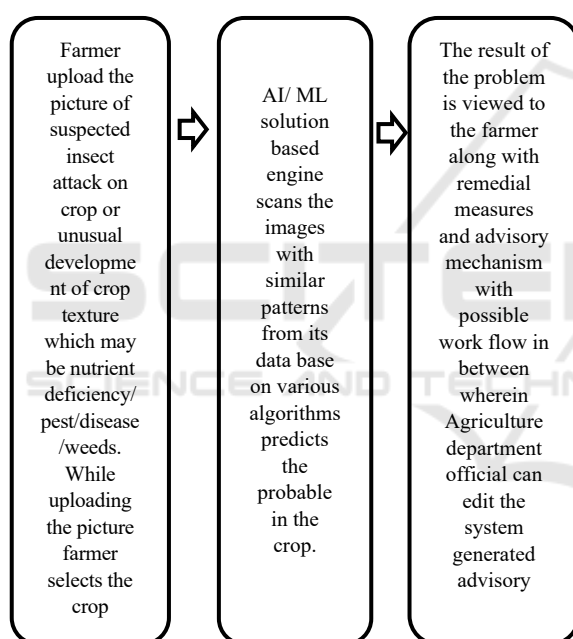 Farmer
upload the
picture of
suspected
insect
attack on
crop or
unusual
developme
nt of crop
texture
which may
be nutrient
deficiency/
pest/disease
/weeds.
While
uploading
the picture
farmer
selects the
crop
AI/ ML
solution
based
engine
scans the
images
with
similar
patterns
from its
data base
on various
algorithms
predicts
the
probable
in the
crop.
The result of
the problem
is viewed to
the farmer
along with
remedial
measures
and advisory
mechanism
with
possible
work flow in
between
wherein
Agriculture
department
official can
edit the
system
generated
advisory